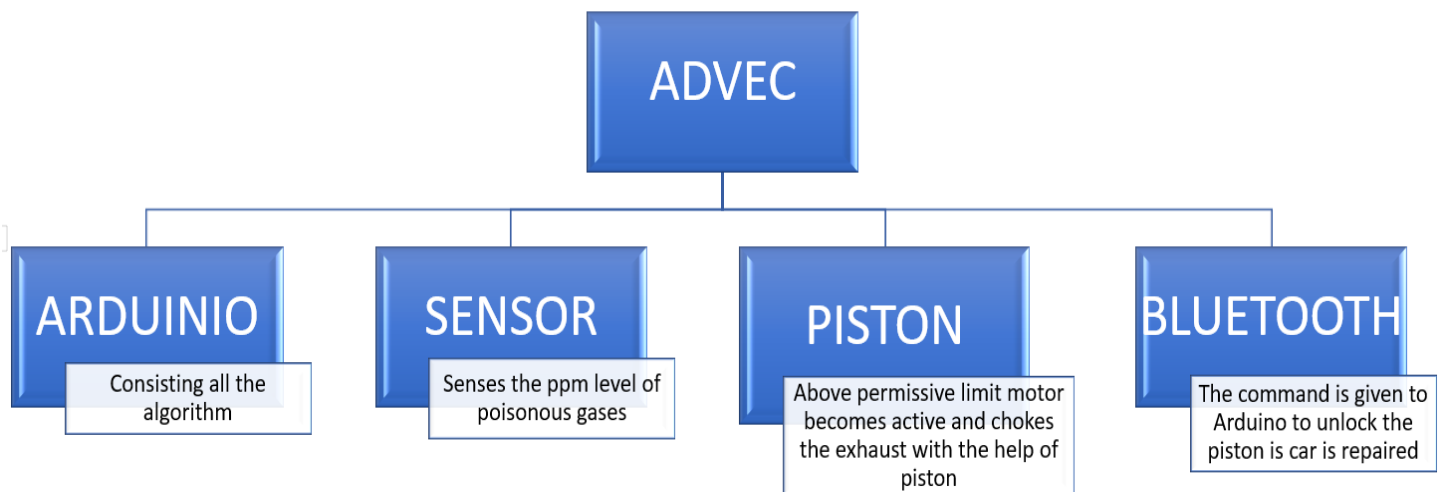 ADVEC
ARDUINIO
Consisting all the
algorithm
SENSOR
Senses the ppm level of
poisonous gases
PISTON
Above permissive limit motor
becomes active and chokes
the exhaust with the help of
piston
BLUETOOTH
The command is given to
Arduino to unlock the
piston is car is repaired